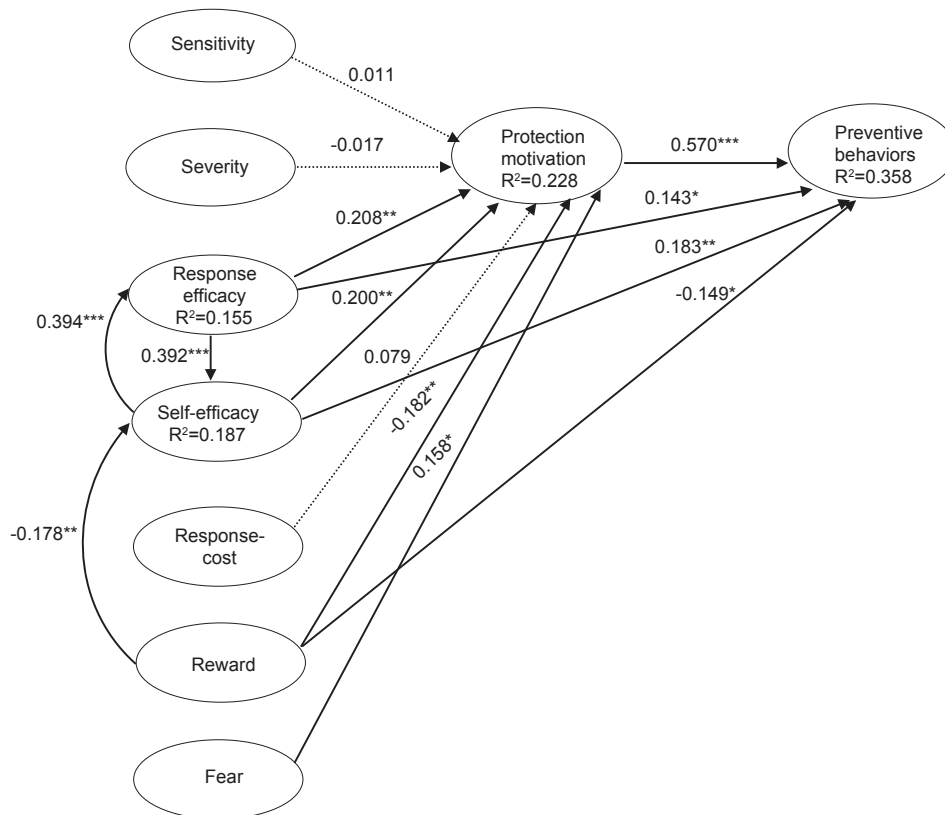 Sensitivity
0.011
Protection
motivation
R²=0.228
0.570***
Preventive
behaviors
R²=0.358
Severity
-0.017
0.208**
0.143*
0.183**
-0.149*
Response
efficacy
R²=0.155
0.200**
0.394***
0.392***
0.079
-0.182**
0.158*
Self-efficacy
R²=0.187
-0.178**
Response-
cost
Reward
Fear